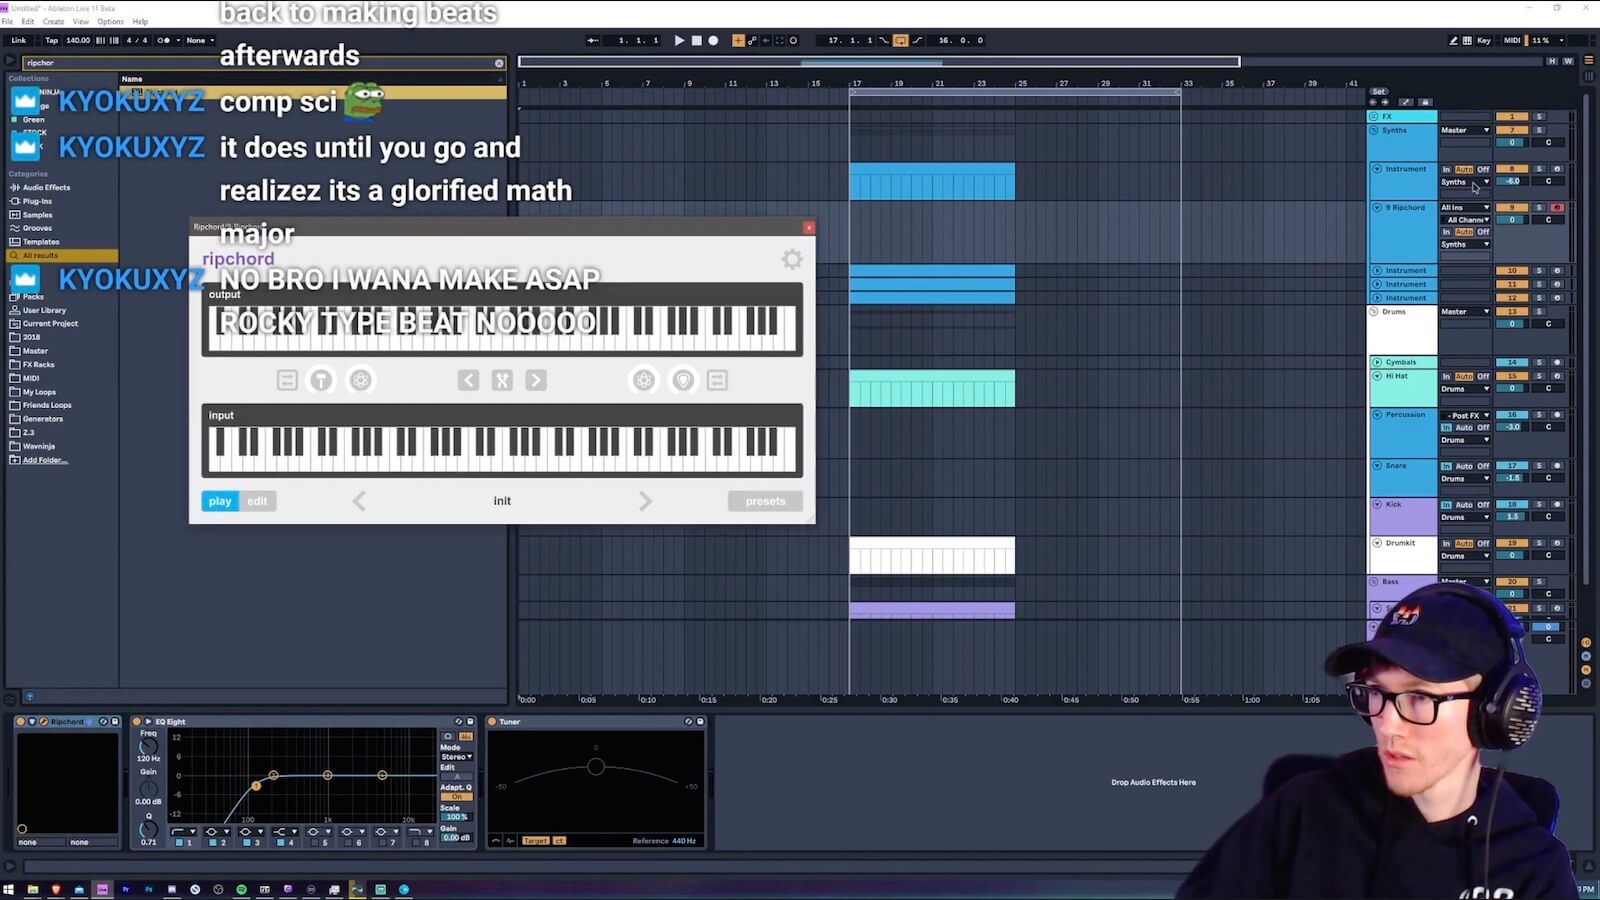 Untitled* - Ableton Live 11 Beta
File Edit Create View Options Help
back to making beats
Link Tap 140.00 4 / 4 None 1. 1. 1 17. 1. 1 16. 0. 0 Key MIDI 11 %
afterwards
ripchor
H W
Collections Name
1 3 5 7 9 11 13 15 17 19 21 23 25 27 29 31 33 35 37 39 41
Set
KYOKUXYZ comp sci
Green
KYOKUXYZ it does until you go and
realizez its a glorified math
major
KYOKUXYZ NO BRO I WANA MAKE ASAP
ROCKY TYPE BEAT NOOOOO
Categories
Audio Effects
Plug-Ins
Samples
Grooves
Templates
All results
Packs
User Library
Current Project
2018
Master
FX Racks
MIDI
My Loops
Friends Loops
Generators
Z.3
Wavninja
Add Folder...
ripchord
output
input
play edit init presets
FX 1 S
Synths Master 7 S
0 C
Instrument In Auto Off 8 S
Synths -6.0 C
9 Ripchord All Ins 9 S
All Chann 0 C
In Auto Off
Synths
Instrument 10 S
Instrument 11 S
Instrument 12 S
Drums Master 13 S
0 C
Cymbals 14 S
Hi Hat In Auto Off 15 S
Drums 0 C
Percussion - Post FX 16 S
In Auto Off -3.0 C
Drums
Snare In Auto Off 17 S
Drums -1.5 C
Kick In Auto Off 18 S
Drums 1.5 C
Drumkit In Auto Off 19 S
Drums 0 C
Bass Master 20 S
0 C
21 S
0
C
0:00 0:05 0:10 0:15 0:20 0:25 0:30 0:35 0:40 0:45 0:50 0:55 1:00 1:05
Ripchord EQ Eight Tuner
Freq
120 Hz
Gain
0.00 dB
Q
0.71
12
6
0
-6
-12
100 1k 10k
1 2 3 4 5 6 7 8
Mode
Stereo
Edit
A
Adapt. Q
On
Scale
100 %
Gain
0.00 dB
0
-50 +50
Target ct Reference 440 Hz
none none
Drop Audio Effects Here
PM